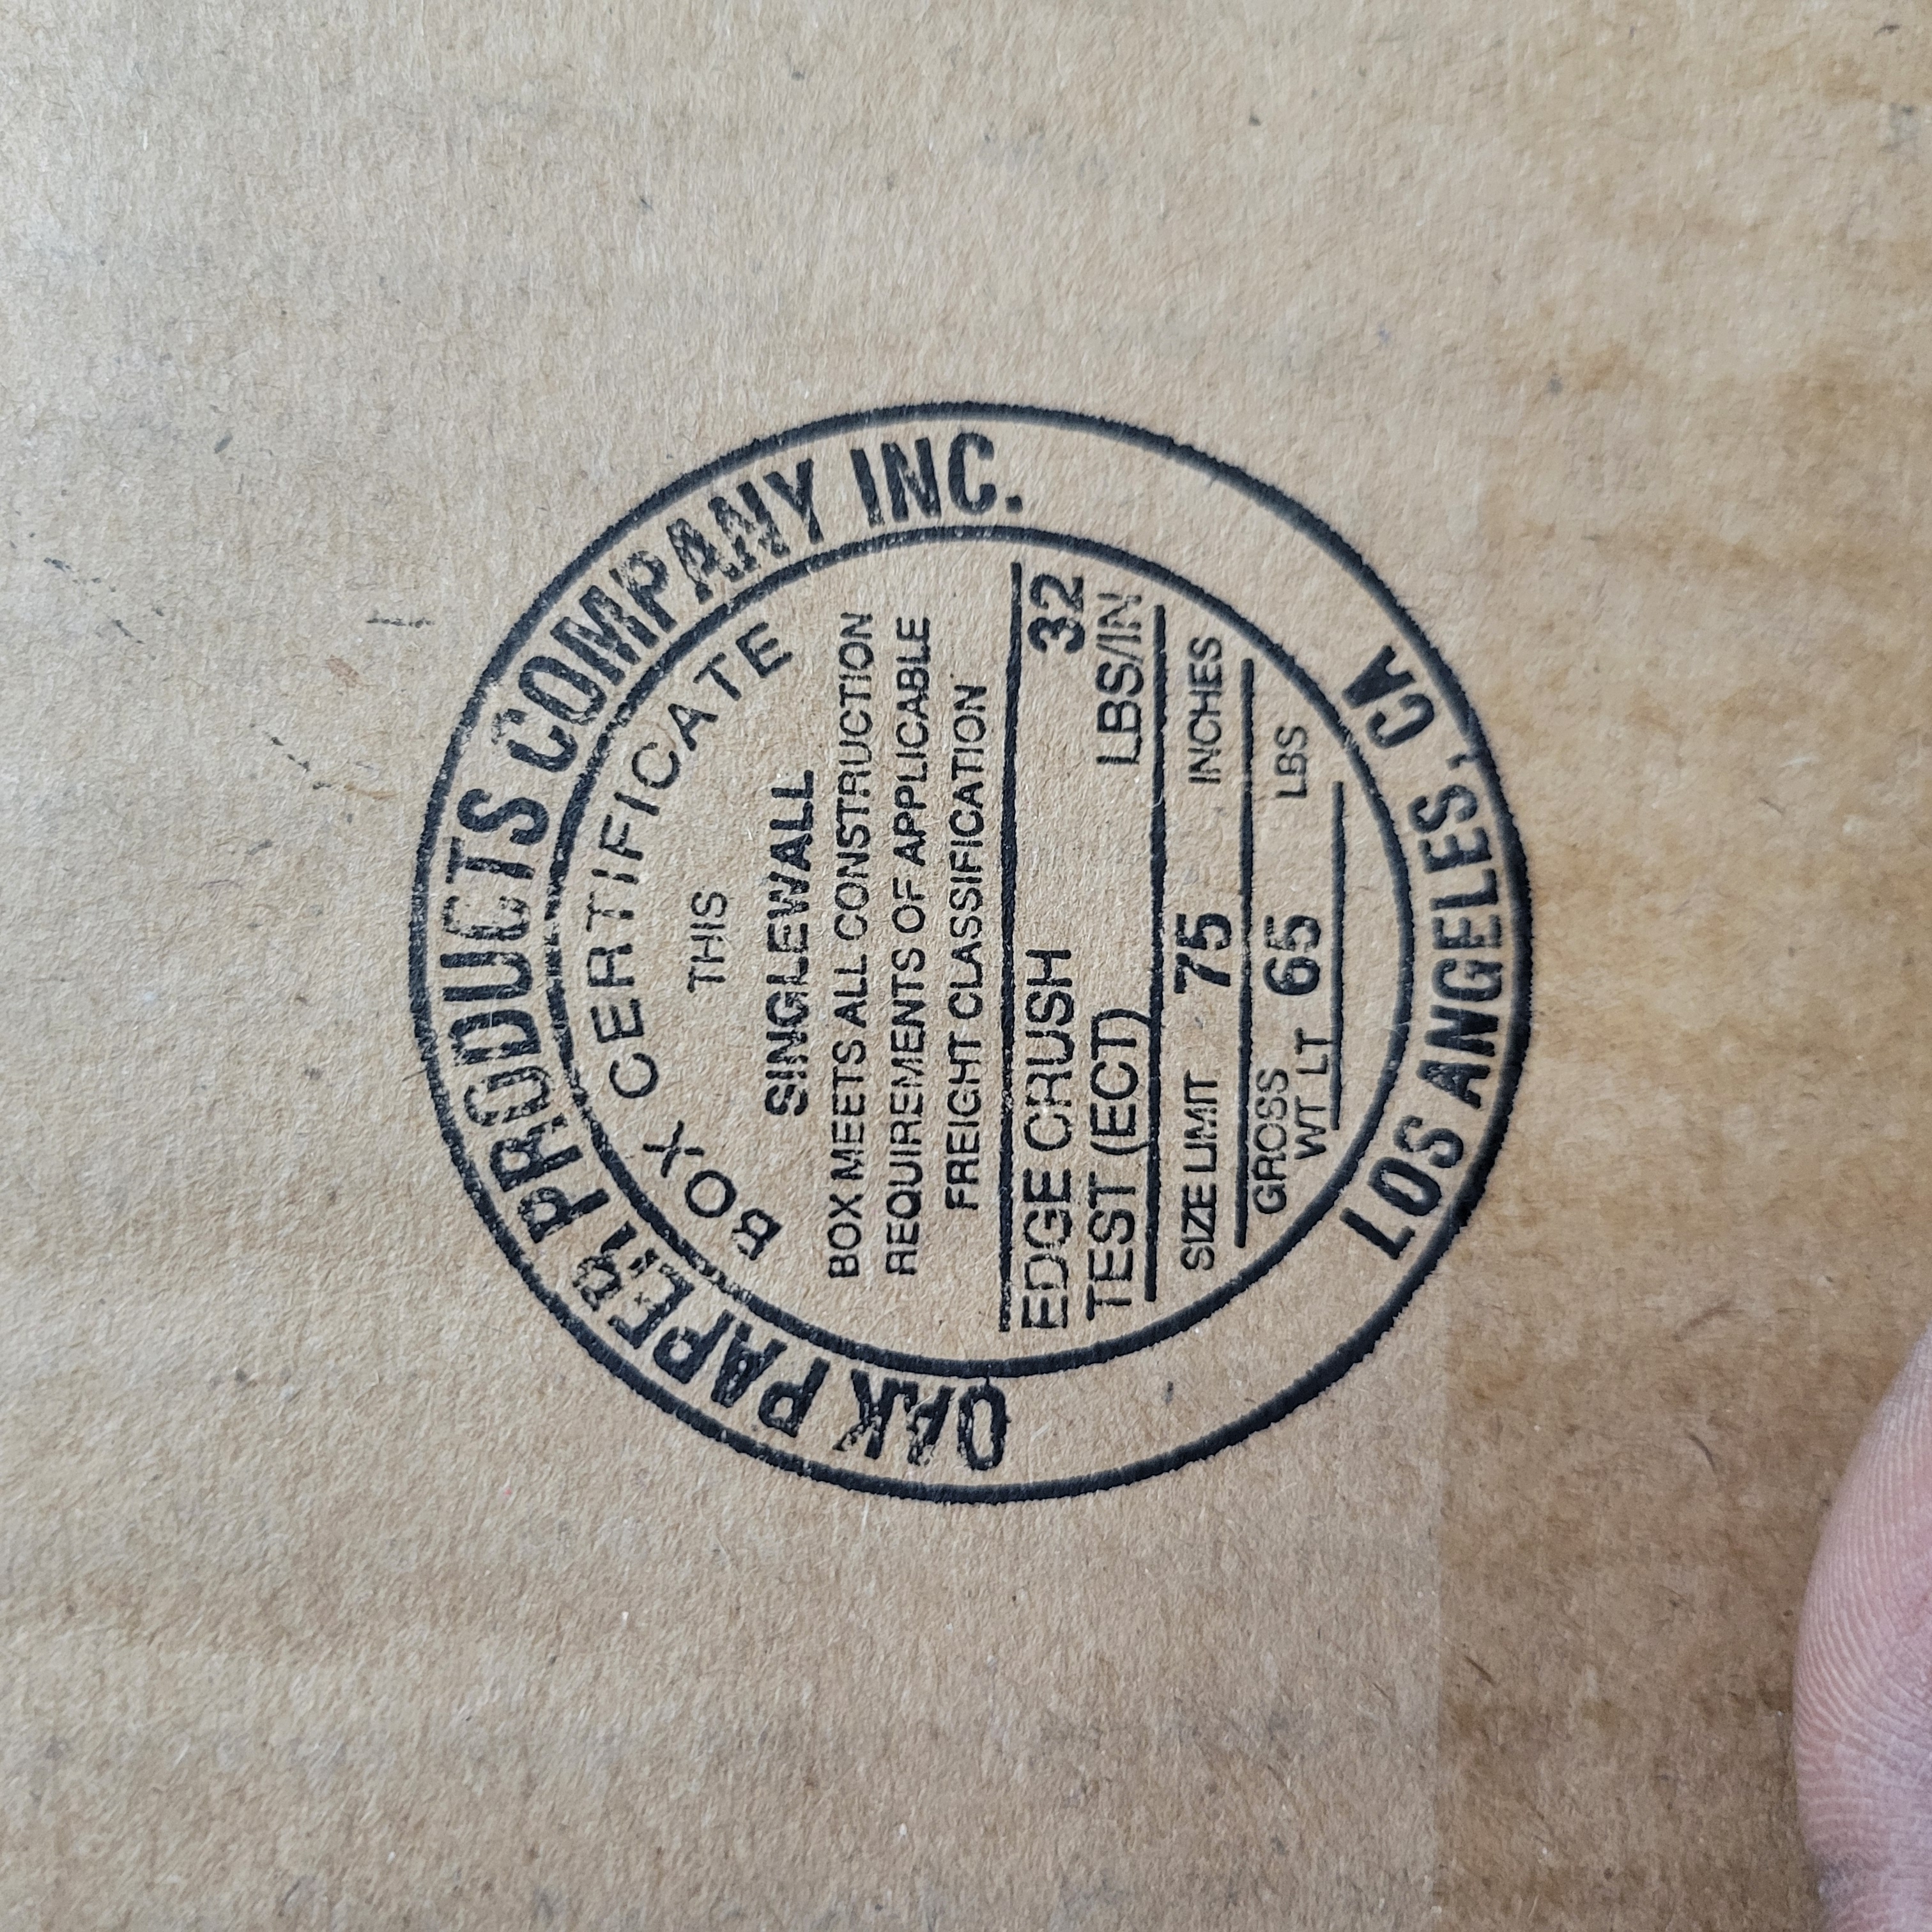 OAK PAPER PRODUCTS COMPANY INC.
BOX CERTIFICATE
THIS
SINGLEWALL
BOX MEETS ALL CONSTRUCTION
REQUIREMENTS OF APPLICABLE
FREIGHT CLASSIFICATION
EDGE CRUSH 32
TEST (ECT) LBS/IN
SIZE LIMIT 75 INCHES
GROSS 65 LBS
WT LT
LOS ANGELES, CA